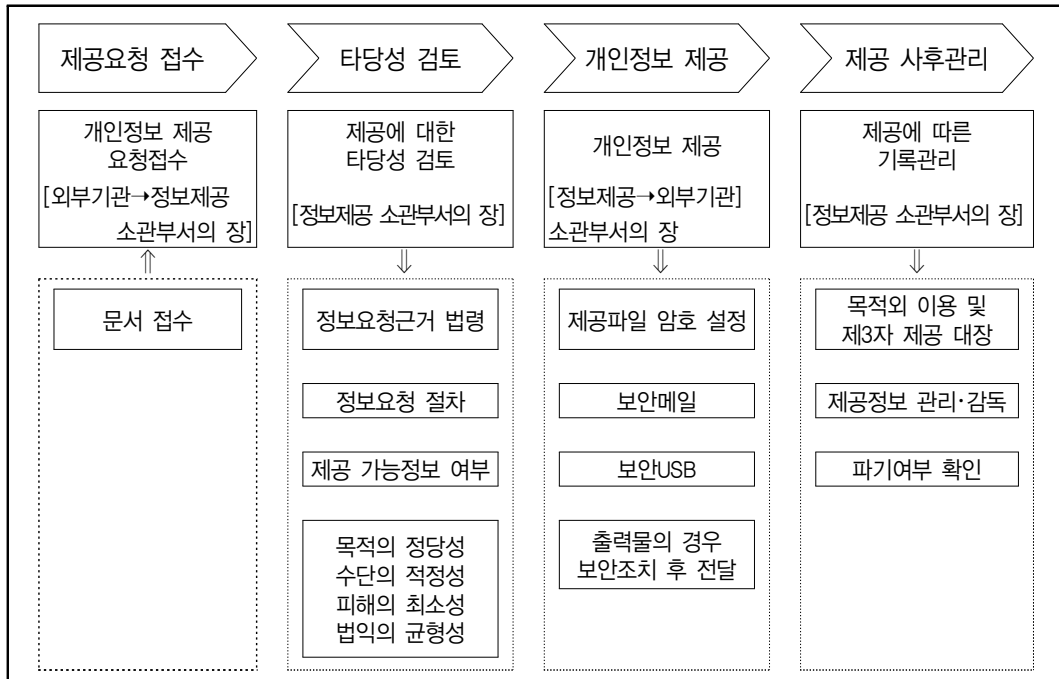 제공요청 접수
타당성 검토
개인정보 제공
제공 사후관리
개인정보 제공
요청접수
[외부기관→정보제공
소관부서의 장]
제공에 대한
타당성 검토
[정보제공 소관부서의 장]
개인정보 제공
[정보제공→외부기관]
소관부서의 장
제공에 따른
기록관리
[정보제공 소관부서의 장]
⇑
⇓
⇓
⇓
문서 접수
정보요청근거 법령
정보요청 절차
제공 가능정보 여부
목적의 정당성
수단의 적정성
피해의 최소성
법익의 균형성
제공파일 암호 설정
보안메일
보안USB
출력물의 경우
보안조치 후 전달
목적외 이용 및
제3자 제공 대장
제공정보 관리·감독
파기여부 확인